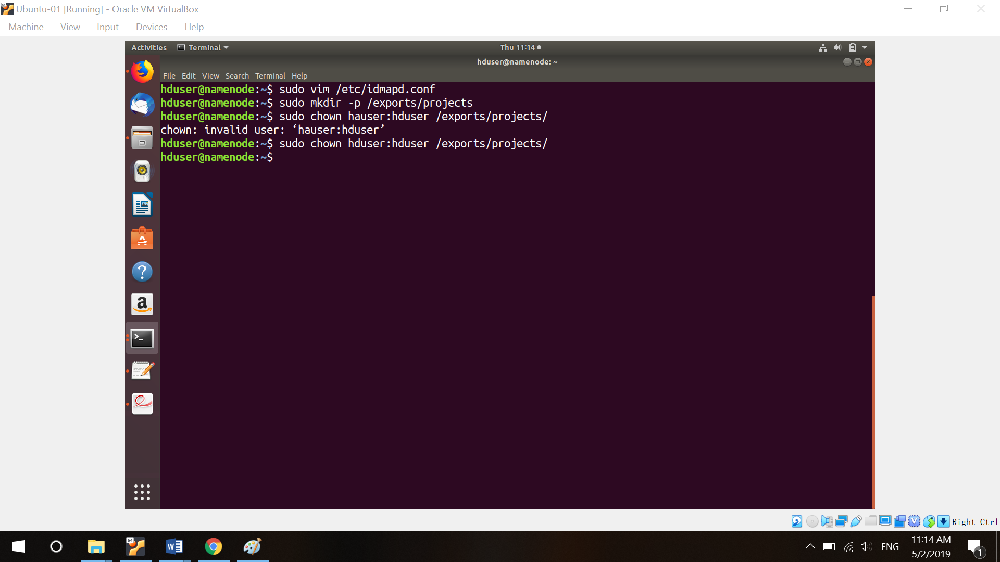 Ubuntu-01 [Running] - Oracle VM VirtualBox
Machine View Input Devices Help
Activities Terminal Thu 11:14
hduser@namenode: ~
File Edit View Search Terminal Help
hduser@namenode:~$ sudo vim /etc/idmapd.conf
hduser@namenode:~$ sudo mkdir -p /exports/projects
hduser@namenode:~$ sudo chown hauser:hduser /exports/projects/
chown: invalid user: ‘hauser:hduser’
hduser@namenode:~$ sudo chown hduser:hduser /exports/projects/
hduser@namenode:~$
Right Ctrl
ENG
11:14 AM
5/2/2019
1